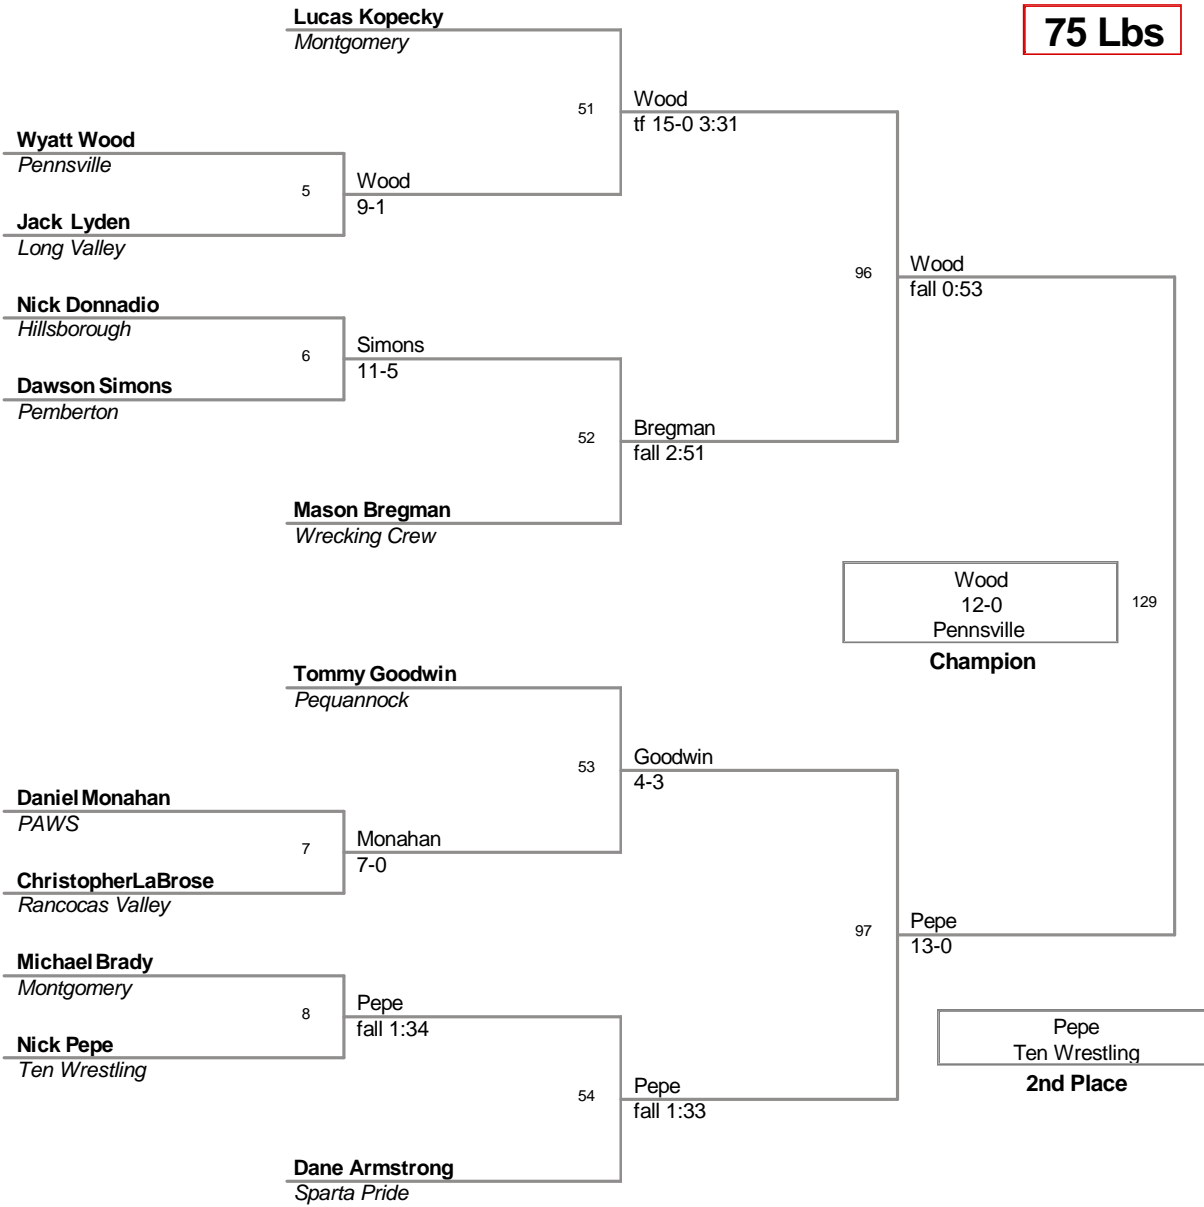 Lucas Kopecky
Montgomery
75 Lbs
51
Wood
tf 15-0 3:31
Wyatt Wood
Pennsville
5
Wood
9-1
Jack Lyden
Long Valley
96
Wood
fall 0:53
Nick Donnadio
Hillsborough
6
Simons
11-5
Dawson Simons
Pemberton
52
Bregman
fall 2:51
Mason Bregman
Wrecking Crew
Wood
12-0
Pennsville
129
Champion
Tommy Goodwin
Pequannock
53
Goodwin
4-3
Daniel Monahan
PAWS
7
Monahan
7-0
ChristopherLaBrose
Rancocas Valley
97
Pepe
13-0
Michael Brady
Montgomery
8
Pepe
fall 1:34
Nick Pepe
Ten Wrestling
Pepe
Ten Wrestling
2nd Place
54
Pepe
fall 1:33
Dane Armstrong
Sparta Pride